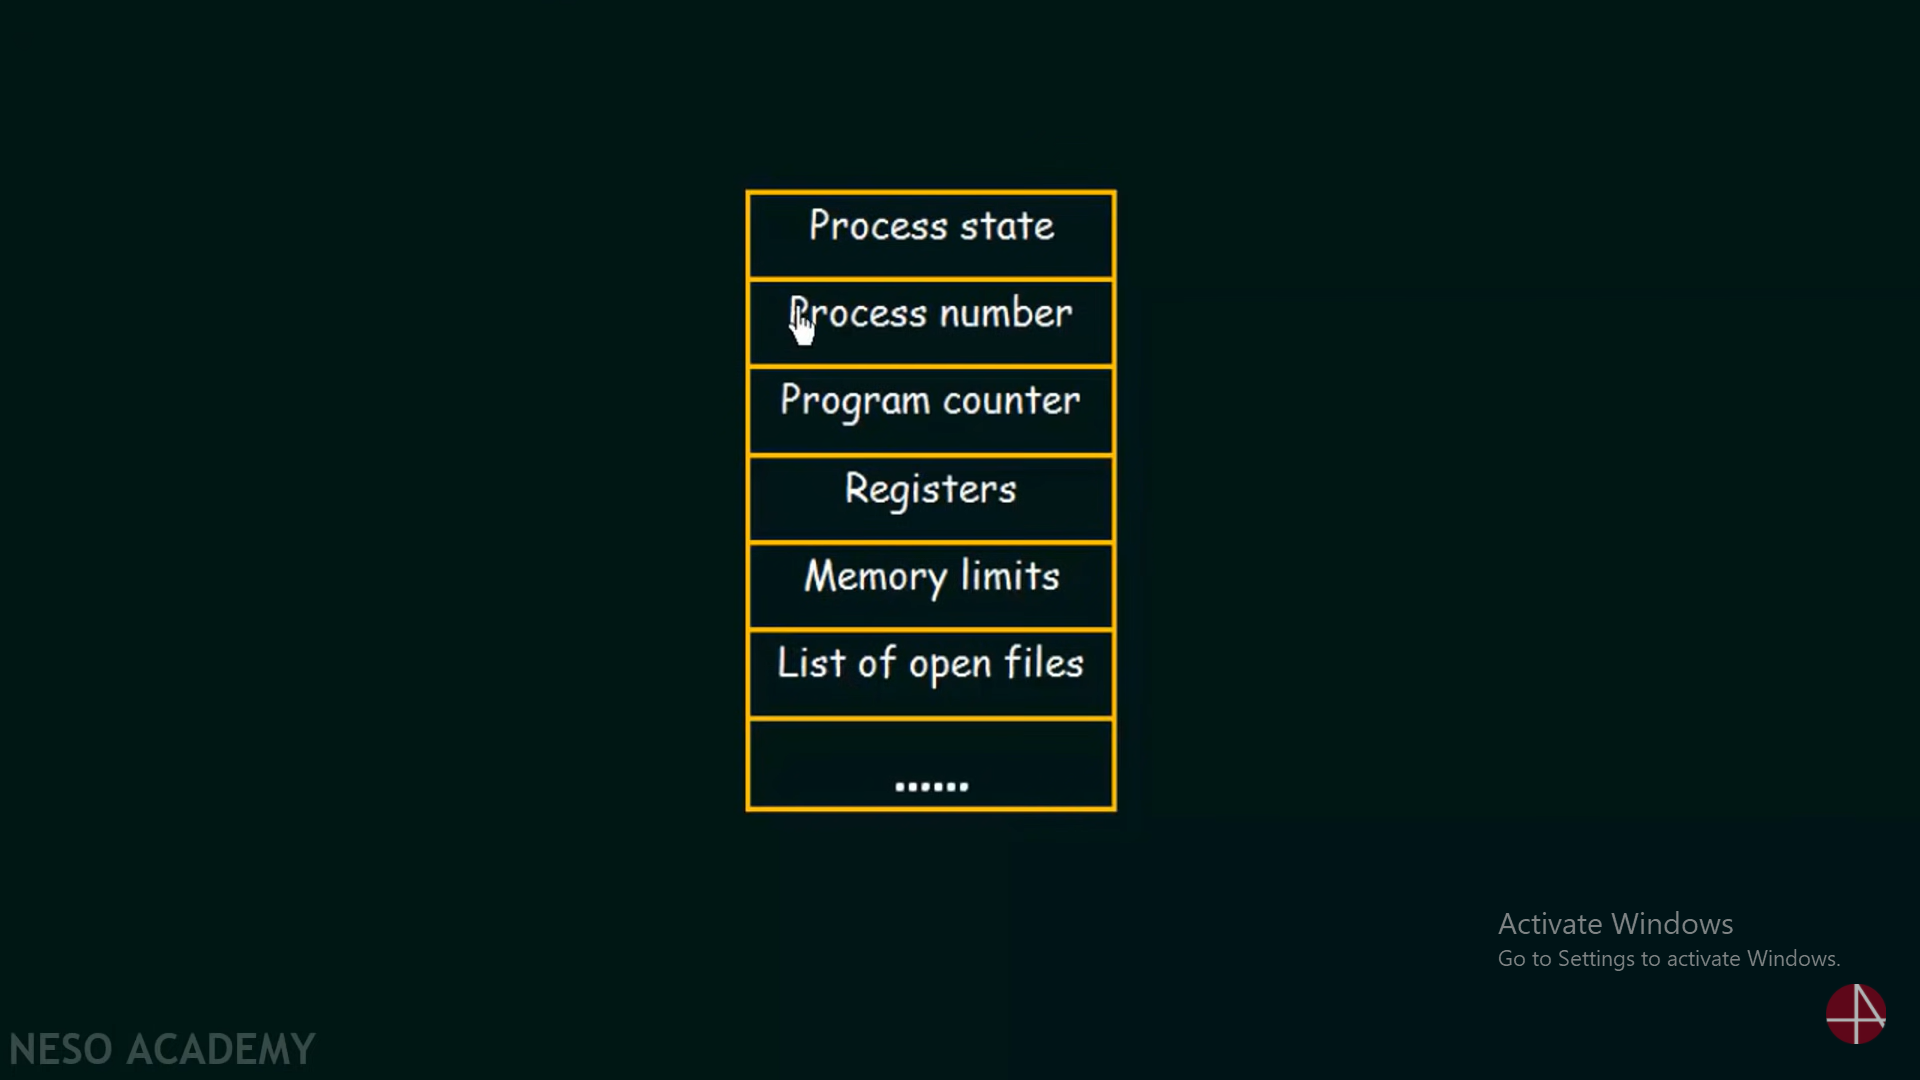 Process state
Process number
Program counter
Registers
Memory limits
List of open files
......
Activate Windows
Go to Settings to activate Windows.
NESO ACADEMY